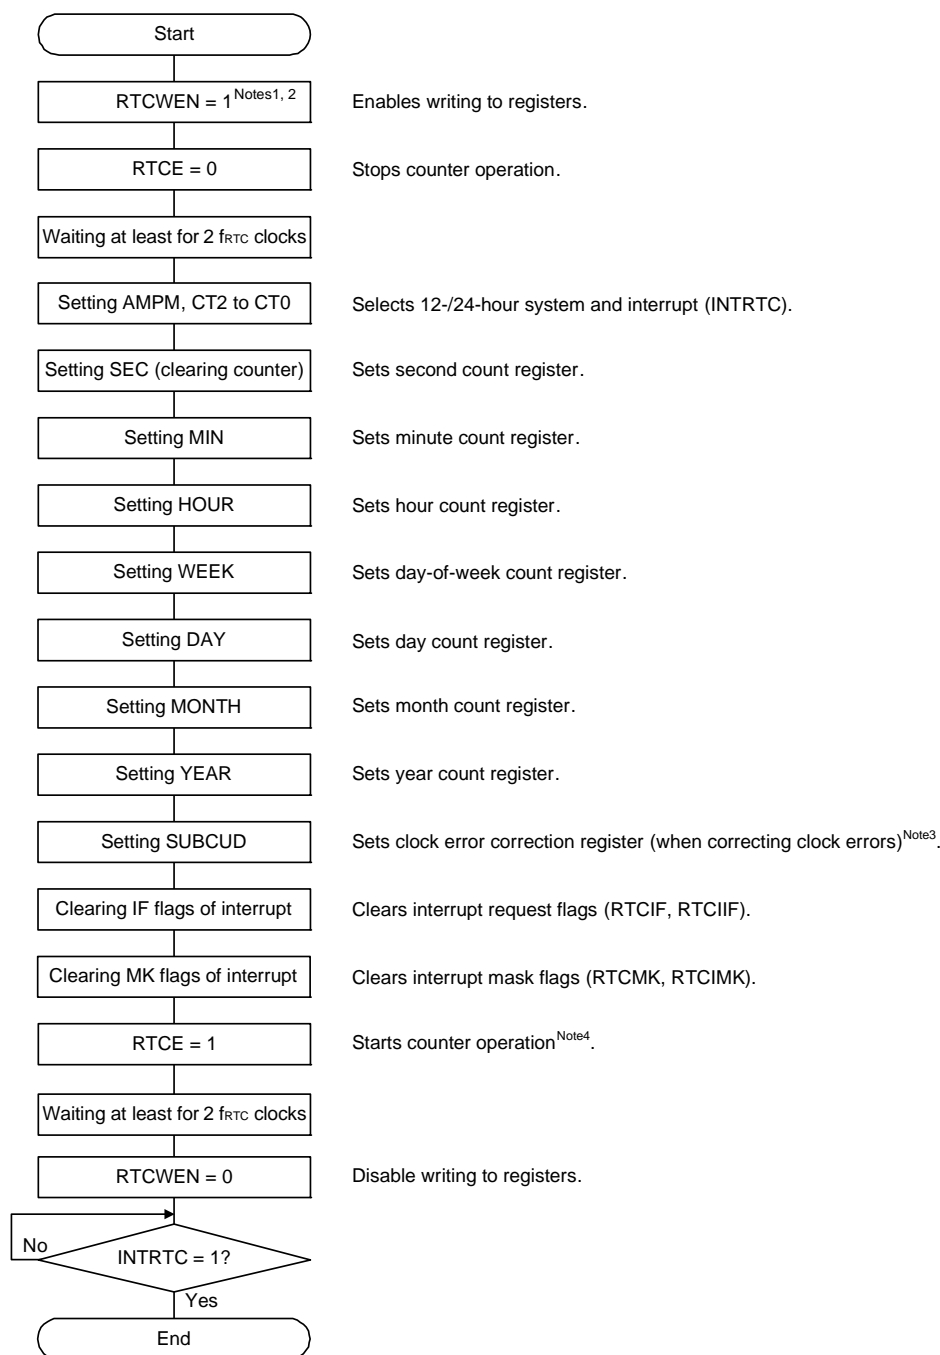 Start
RTCWEN = 1Notes1, 2
Enables writing to registers.
RTCE = 0
Stops counter operation.
Waiting at least for 2 fRTC clocks
Setting AMPM, CT2 to CT0
Selects 12-/24-hour system and interrupt (INTRTC).
Setting SEC (clearing counter)
Sets second count register.
Setting MIN
Sets minute count register.
Setting HOUR
Sets hour count register.
Setting WEEK
Sets day-of-week count register.
Setting DAY
Sets day count register.
Setting MONTH
Sets month count register.
Setting YEAR
Sets year count register.
Setting SUBCUD
Sets clock error correction register (when correcting clock errors)Note3.
Clearing IF flags of interrupt
Clears interrupt request flags (RTCIF, RTCIIF).
Clearing MK flags of interrupt
Clears interrupt mask flags (RTCMK, RTCIMK).
RTCE = 1
Starts counter operationNote4.
Waiting at least for 2 fRTC clocks
RTCWEN = 0
Disable writing to registers.
No
INTRTC = 1?
Yes
End